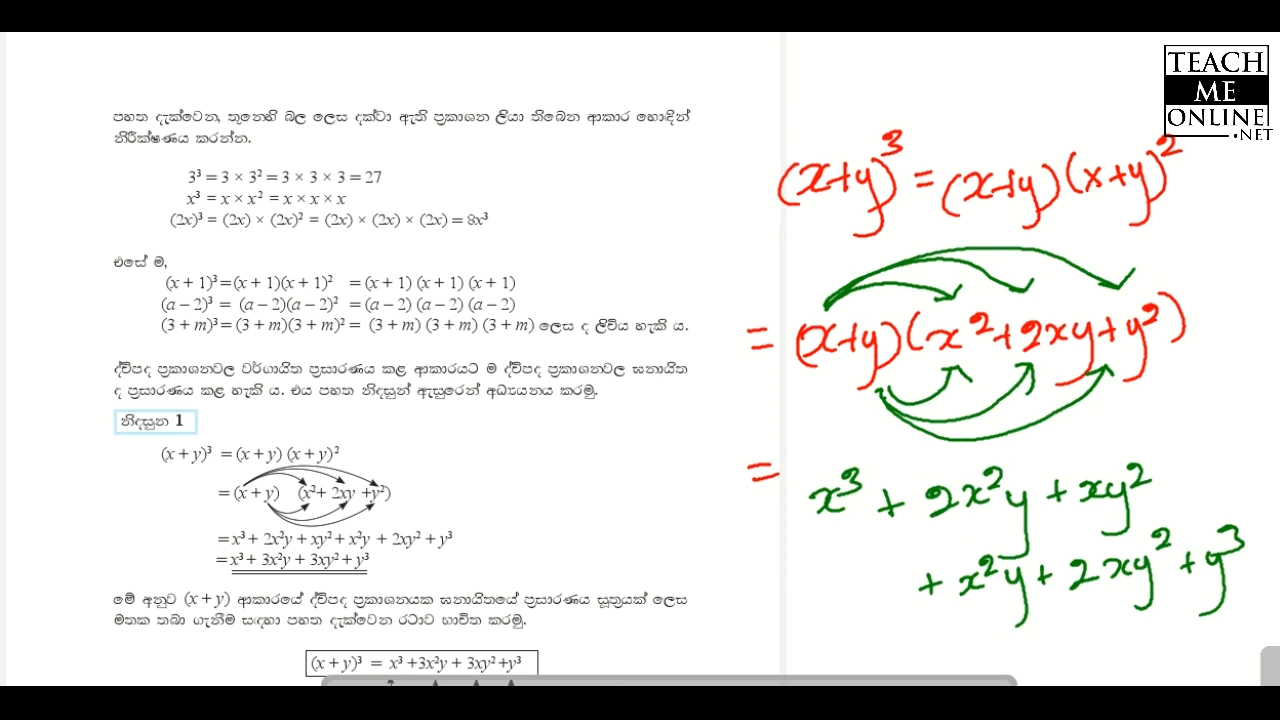 පහත දැක්වෙන, තුනෙහි බල ලෙස දක්වා ඇති ප්‍රකාශන ලියා තිබෙන ආකාර හොඳින්
නිරීක්ෂණය කරන්න.
3³ = 3 × 3² = 3 × 3 × 3 = 27
x³ = x × x² = x × x × x
(2x)³ = (2x) × (2x)² = (2x) × (2x) × (2x) = 8x³
එසේ ම,
(x + 1)³ = (x + 1)(x + 1)² = (x + 1) (x + 1) (x + 1)
(a − 2)³ = (a − 2)(a − 2)² = (a − 2) (a − 2) (a − 2)
(3 + m)³ = (3 + m)(3 + m)² = (3 + m) (3 + m) (3 + m) ලෙස ද ලිවිය හැකි ය.
ද්විපද ප්‍රකාශනවල වර්ගායිත ප්‍රසාරණය කළ ආකාරයට ම ද්විපද ප්‍රකාශනවල ඝනායිත
ද ප්‍රසාරණය කළ හැකි ය. එය පහත නිදසුන් ඇසුරෙන් අධ්‍යයනය කරමු.
නිදසුන 1
(x + y)³ = (x + y) (x + y)²
= (x + y) (x² + 2xy + y²)
= x³ + 2x²y + xy² + x²y + 2xy² + y³
= x³ + 3x²y + 3xy² + y³
මේ අනුව (x + y) ආකාරයේ ද්විපද ප්‍රකාශනයක ඝනායිතයේ ප්‍රසාරණය සූත්‍රයක් ලෙස
මතක තබා ගැනීම සඳහා පහත දැක්වෙන රටාව භාවිත කරමු.
(x + y)³ = x³ + 3x²y + 3xy² + y³
TEACH
ME
ONLINE
.NET
(x+y)³ = (x+y)(x+y)²
= (x+y)(x²+2xy+y²)
= x³ + 2x²y + xy²
+ x²y + 2xy² + y³